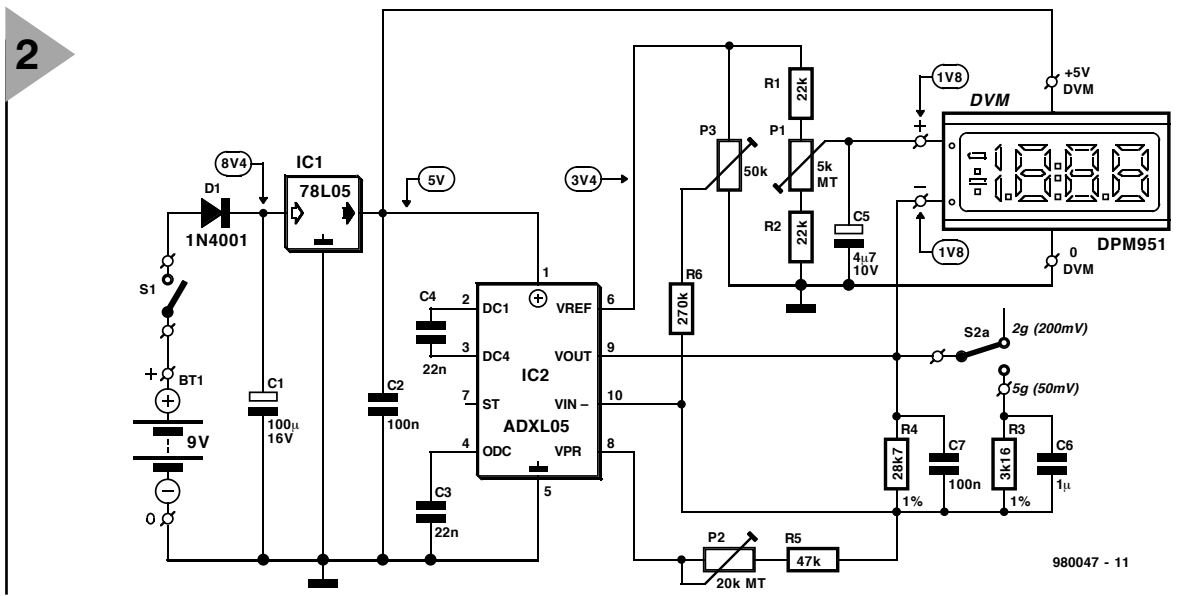 2
+5V
DVM
1V8
DVM
+
R1
22k
P3
P1
50k
5k
MT
8V4
IC1
78L05
5V
3V4
D1
1N4001
-1.8.8.8
−
R2
22k
C5
4µ7
10V
1V8
DPM951
0
DVM
S1
1
C4
2
DC1
VREF
6
R6
270k
S2a
2g (200mV)
3
DC4
VOUT
9
22n
IC2
+
BT1
C1
100µ
16V
C2
100n
7
ST
VIN –
10
5g (50mV)
ADXL05
R4
28k7
1%
C7
100n
R3
3k16
1%
C6
1µ
9V
4
ODC
VPR
8
C3
22n
5
0
P2
20k MT
R5
47k
980047 - 11